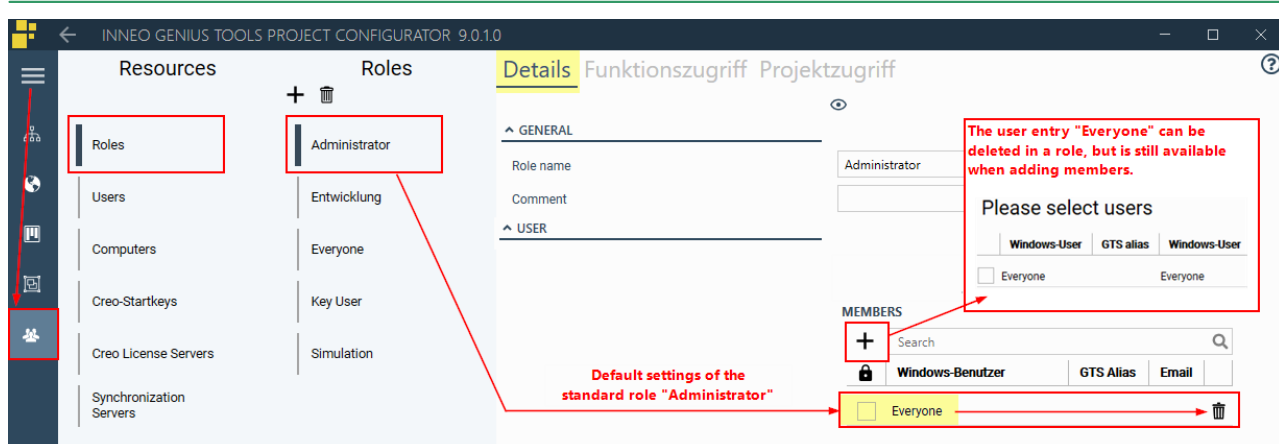 INNEO GENIUS TOOLS PROJECT CONFIGURATOR 9.0.1.0
Resources
Roles
Users
Computers
Creo-Startkeys
Creo License Servers
Synchronization
Servers
Roles
Administrator
Entwicklung
Everyone
Key User
Simulation
Details Funktionszugriff Projektzugriff
GENERAL
Role name
Administrator
Comment
USER
The user entry "Everyone" can be
deleted in a role, but is still available
when adding members.
Please select users
Windows-User GTS alias Windows-User
Everyone Everyone
MEMBERS
Search
Windows-Benutzer GTS Alias Email
Everyone
Default settings of the
standard role "Administrator"